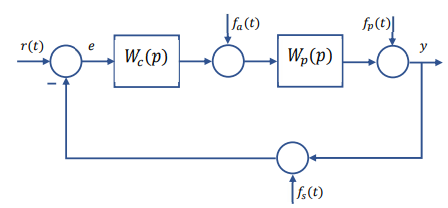 r(t)
e
−
W_c(p)
f_a(t)
W_p(p)
f_p(t)
y
f_s(t)